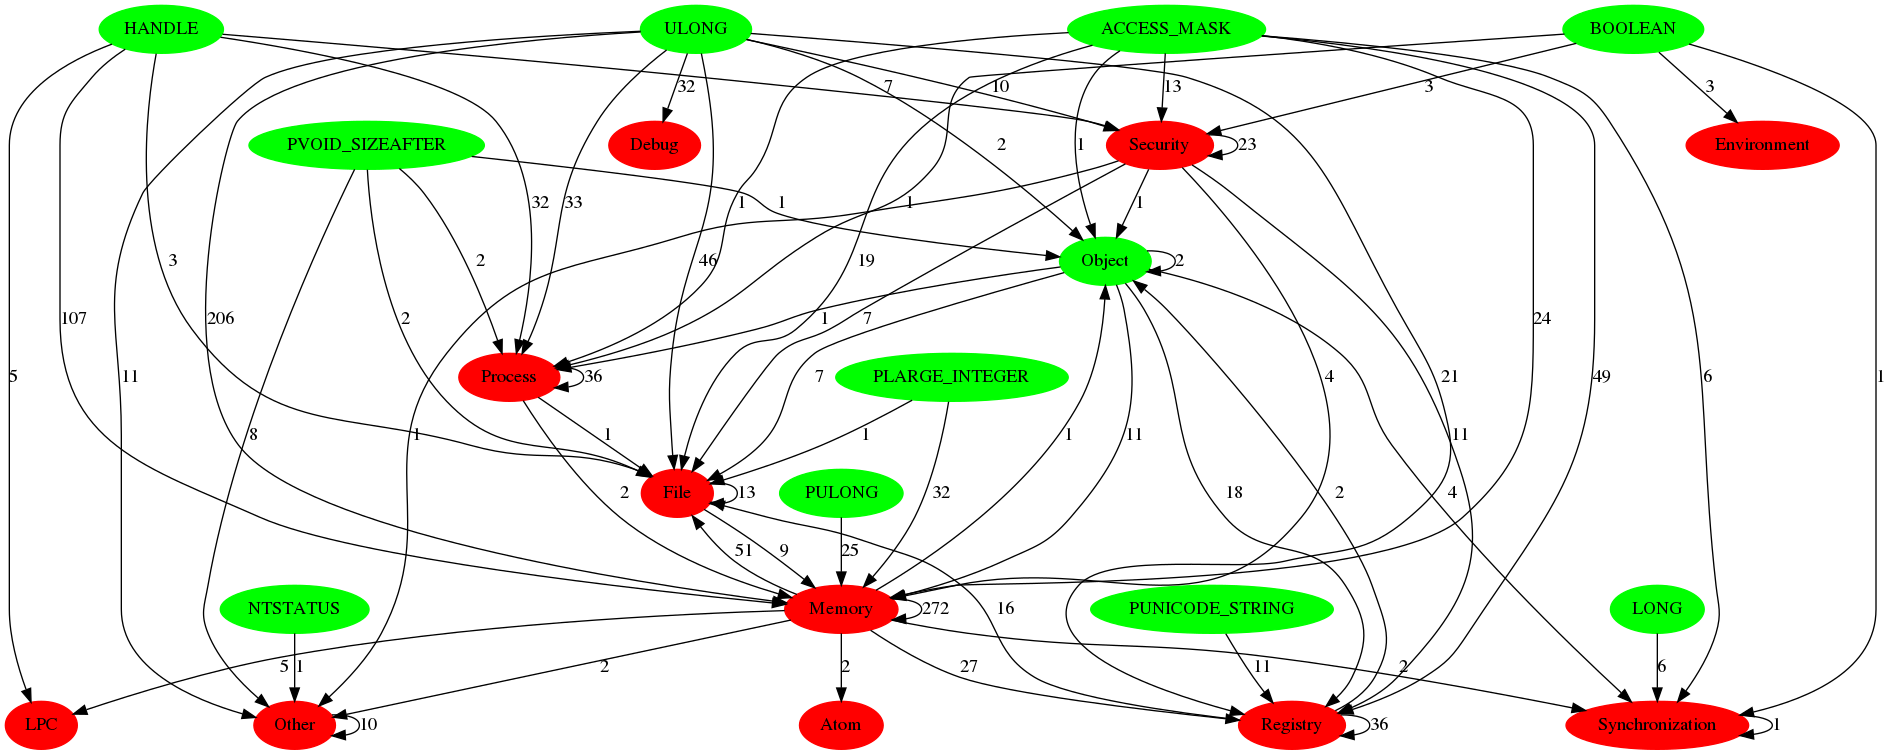 HANDLE ULONG ACCESS_MASK BOOLEAN
32 7 10 13 3 3
PVOID_SIZEAFTER Debug Security 23 Environment
32 33 1 1 1 2 1 1
3 2 46 19 Object 2
107 206 2 1 7 24
5 11 Process 36 7 PLARGE_INTEGER 4 21 49 6 1
8 1 1 1 1 11 11
File 13 PULONG 32 18 2 4
2 51 9 25
NTSTATUS Memory 272 16 PUNICODE_STRING LONG
5 1 2 2 27 11 2 6
LPC Other 10 Atom Registry 36 Synchronization 1